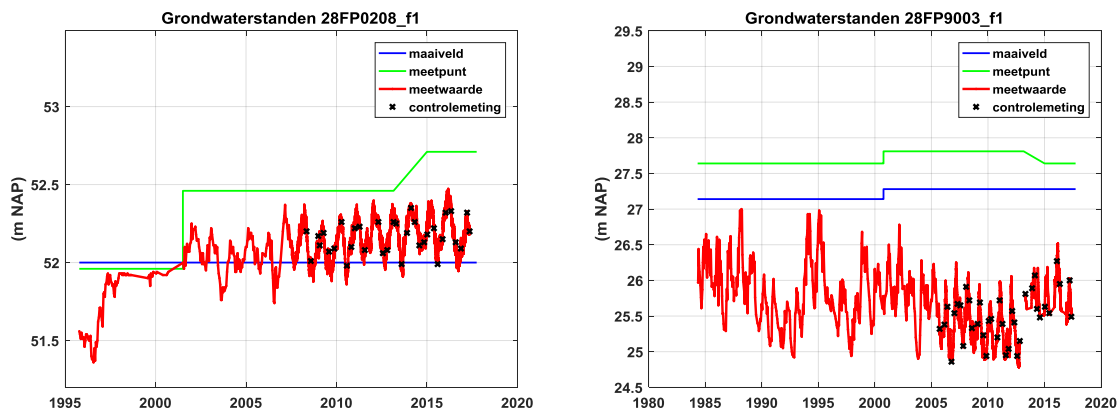 Grondwaterstanden 28FP0208_f1
(m NAP)
53
52.5
52
51.5
maaiveld
meetpunt
meetwaarde
controlemeting
1995 2000 2005 2010 2015 2020
Grondwaterstanden 28FP9003_f1
(m NAP)
29.5
29
28.5
28
27.5
27
26.5
26
25.5
25
24.5
maaiveld
meetpunt
meetwaarde
controlemeting
1980 1985 1990 1995 2000 2005 2010 2015 2020